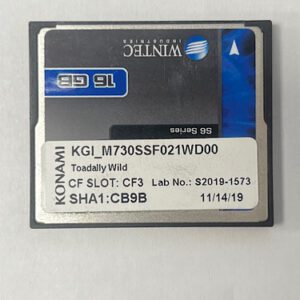 WINTEC
INDUSTRIES
16 GB
S6 Series
KONAMI
KGI_M730SSF021WD00
Toadally Wild
CF SLOT: CF3 Lab No.: S2019-1573
SHA1:CB9B 11/14/19